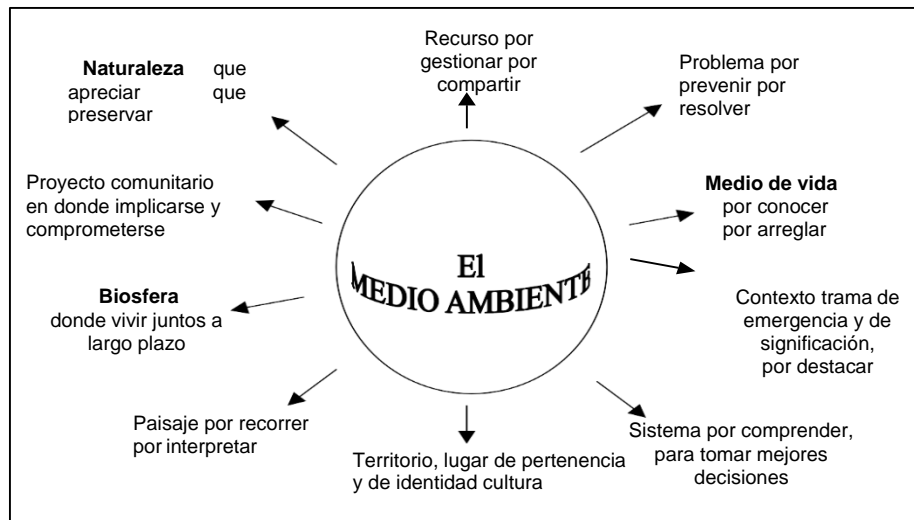 Recurso por
gestionar por
compartir
Problema por
prevenir por
resolver
Naturaleza que
apreciar que
preservar
Proyecto comunitario
en donde implicarse y
comprometerse
Medio de vida
por conocer
por arreglar
El
MEDIO AMBIENTE
Biosfera
donde vivir juntos a
largo plazo
Contexto trama de
emergencia y de
significación,
por destacar
Paisaje por recorrer
por interpretar
Territorio, lugar de pertenencia
y de identidad cultura
Sistema por comprender,
para tomar mejores
decisiones